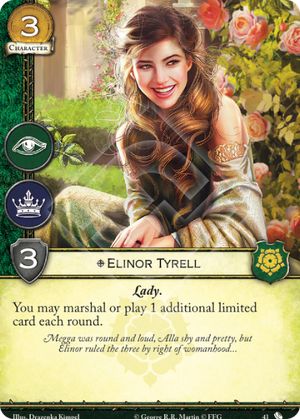 3
CHARACTER
3
ELINOR TYRELL
Lady.
You may marshal or play 1 additional limited
card each round.
Megga was round and loud, Alla shy and pretty, but
Elinor ruled the three by right of womanhood...
Illus. Drazenka Kimpel
© George R.R. Martin © FFG
41